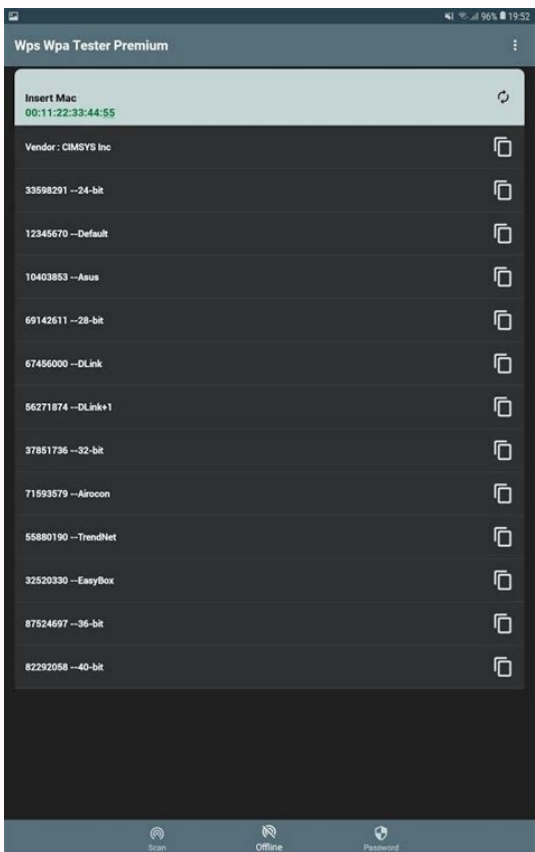 96% 19:52
Wps Wpa Tester Premium
Insert Mac
00:11:22:33:44:55
Vendor : CIMSYS Inc
33598291 --24-bit
12345670 --Default
10403853 --Asus
69142611 --28-bit
67456000 --DLink
56271874 --DLink+1
37851736 --32-bit
71593579 --Airocon
55880190 --TrendNet
32520330 --EasyBox
87524697 --36-bit
82292058 --40-bit
Scan Offline Password